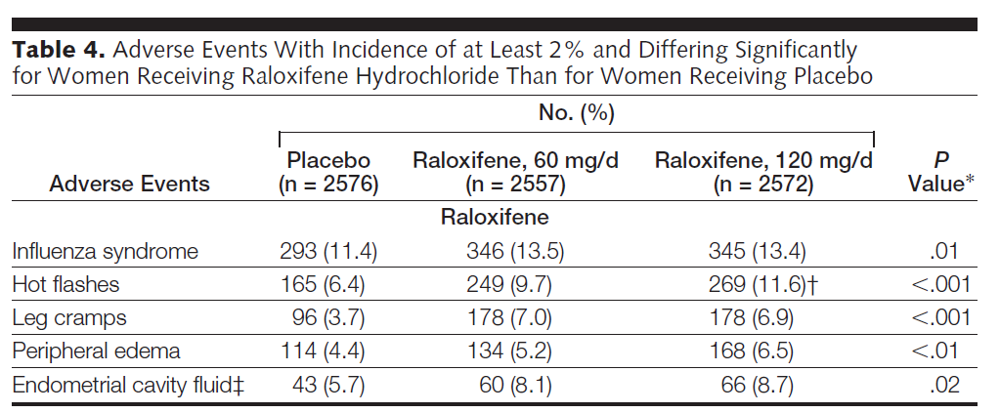 Table 4. Adverse Events With Incidence of at Least 2% and Differing Significantly
for Women Receiving Raloxifene Hydrochloride Than for Women Receiving Placebo
No. (%)
Placebo Raloxifene, 60 mg/d Raloxifene, 120 mg/d P
Adverse Events (n = 2576) (n = 2557) (n = 2572) Value*
Raloxifene
Influenza syndrome 293 (11.4) 346 (13.5) 345 (13.4) .01
Hot flashes 165 (6.4) 249 (9.7) 269 (11.6)† <.001
Leg cramps 96 (3.7) 178 (7.0) 178 (6.9) <.001
Peripheral edema 114 (4.4) 134 (5.2) 168 (6.5) <.01
Endometrial cavity fluid‡ 43 (5.7) 60 (8.1) 66 (8.7) .02